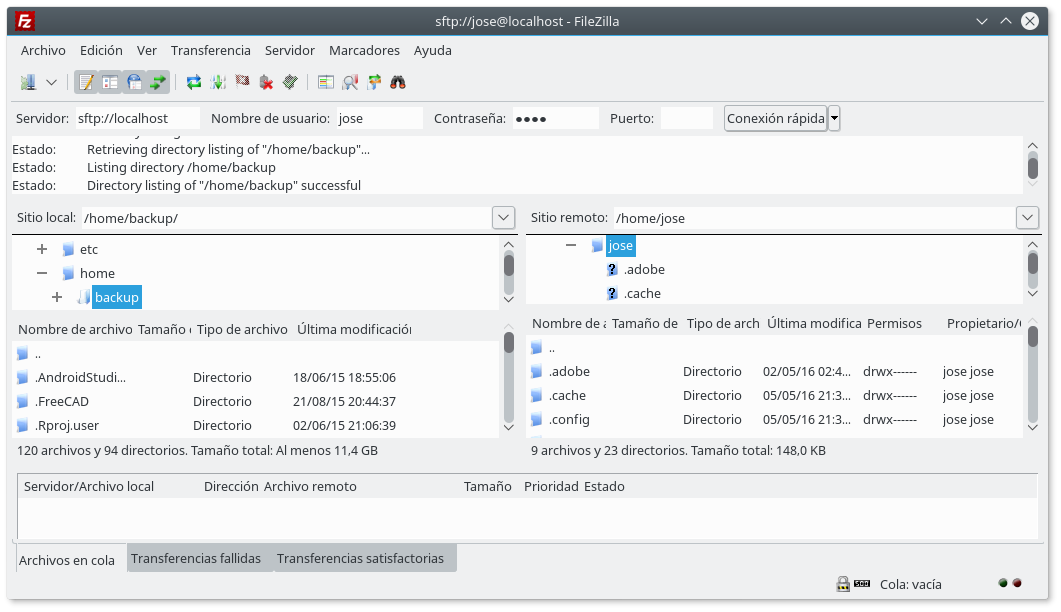 sftp://jose@localhost - FileZilla
Archivo Edición Ver Transferencia Servidor Marcadores Ayuda
Servidor: sftp://localhost Nombre de usuario: jose Contraseña: ●●●● Puerto: Conexión rápida
Estado: Retrieving directory listing of "/home/backup"...
Estado: Listing directory /home/backup
Estado: Directory listing of "/home/backup" successful
Sitio local: /home/backup/
etc
home
backup
Nombre de archivo Tamaño Tipo de archivo Última modificación
..
.AndroidStudi... Directorio 18/06/15 18:55:06
.FreeCAD Directorio 21/08/15 20:44:37
.Rproj.user Directorio 02/06/15 21:06:39
120 archivos y 94 directorios. Tamaño total: Al menos 11,4 GB
Sitio remoto: /home/jose
jose
.adobe
.cache
Nombre de Tamaño de Tipo de arch Última modifica Permisos Propietario/
..
.adobe Directorio 02/05/16 02:4... drwx------ jose jose
.cache Directorio 05/05/16 21:3... drwx------ jose jose
.config Directorio 05/05/16 21:3... drwx------ jose jose
9 archivos y 23 directorios. Tamaño total: 148,0 KB
Servidor/Archivo local Dirección Archivo remoto Tamaño Prioridad Estado
Archivos en cola Transferencias fallidas Transferencias satisfactorias
Cola: vacía